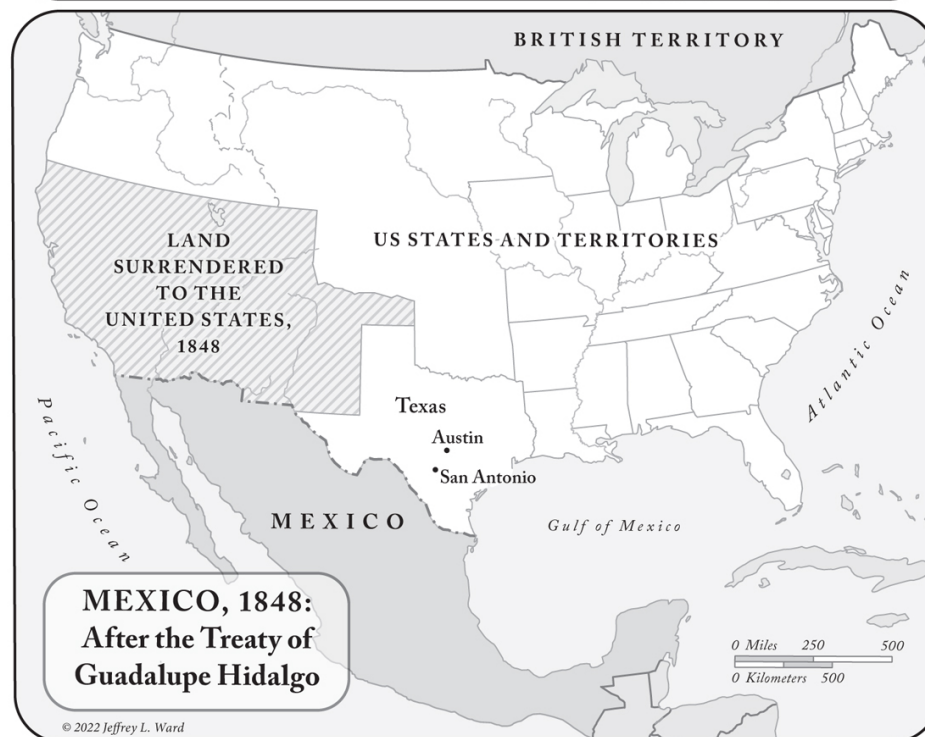 BRITISH TERRITORY
LAND
SURRENDERED
TO THE
UNITED STATES,
1848
US STATES AND TERRITORIES
Atlantic Ocean
Pacific Ocean
Texas
Austin
San Antonio
MEXICO
Gulf of Mexico
MEXICO, 1848:
After the Treaty of
Guadalupe Hidalgo
0 Miles 250 500
0 Kilometers 500
© 2022 Jeffrey L. Ward